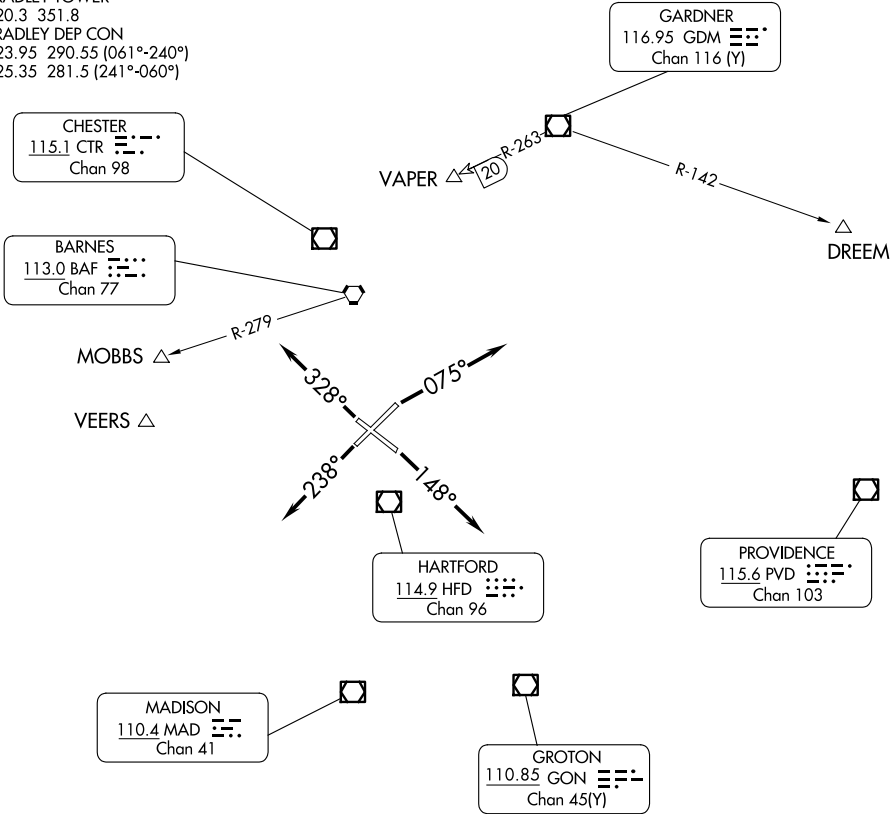 20.3 351.8
RADLEY DEP CON
23.95 290.55 (061°-240°)
25.35 281.5 (241°-060°)
GARDNER
116.95 GDM
Chan 116 (Y)
CHESTER
115.1 CTR
Chan 98
VAPER
20
R-263
R-142
DREEM
BARNES
113.0 BAF
Chan 77
R-279
MOBBS
VEERS
328°
075°
238°
148°
HARTFORD
114.9 HFD
Chan 96
PROVIDENCE
115.6 PVD
Chan 103
MADISON
110.4 MAD
Chan 41
GROTON
110.85 GON
Chan 45(Y)